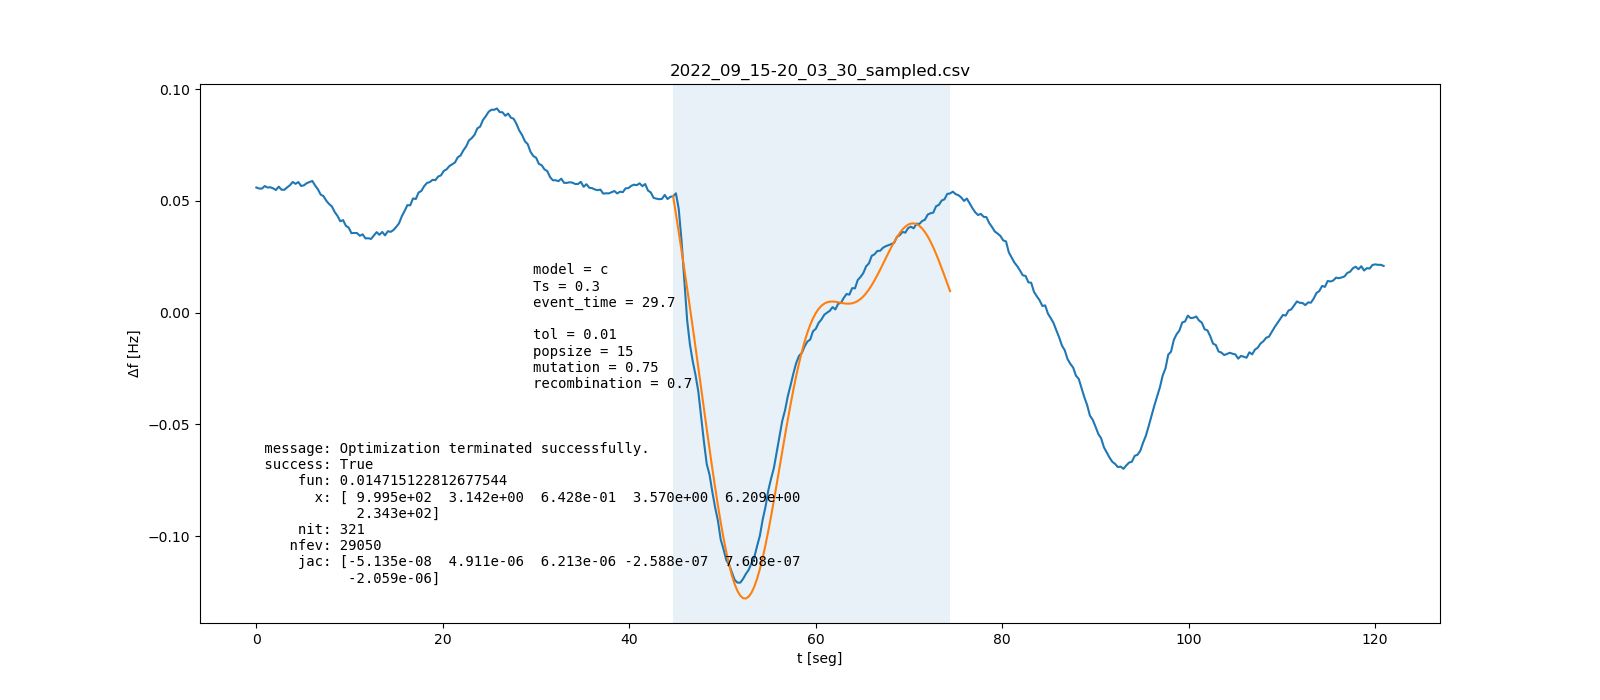 2022_09_15-20_03_30_sampled.csv
0.10
0.05
0.00
−0.05
−0.10
Δf [Hz]
model = c
Ts = 0.3
event_time = 29.7
tol = 0.01
popsize = 15
mutation = 0.75
recombination = 0.7
message: Optimization terminated successfully.
success: True
fun: 0.014715122812677544
x: [ 9.995e+02  3.142e+00  6.428e-01  3.570e+00  6.209e+00
2.343e+02]
nit: 321
nfev: 29050
jac: [-5.135e-08  4.911e-06  6.213e-06 -2.588e-07  7.608e-07
-2.059e-06]
0 20 40 60 80 100 120
t [seg]